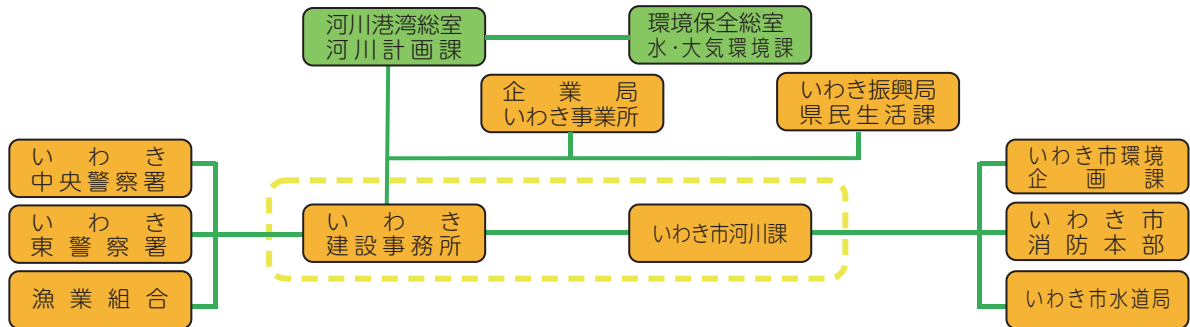 河川港湾総室
河川計画課
環境保全総室
水・大気環境課
企業局
いわき事業所
いわき振興局
県民生活課
いわき
中央警察署
いわき
東警察署
漁業組合
いわき
建設事務所
いわき市河川課
いわき市環境
企画課
いわき市
消防本部
いわき市水道局